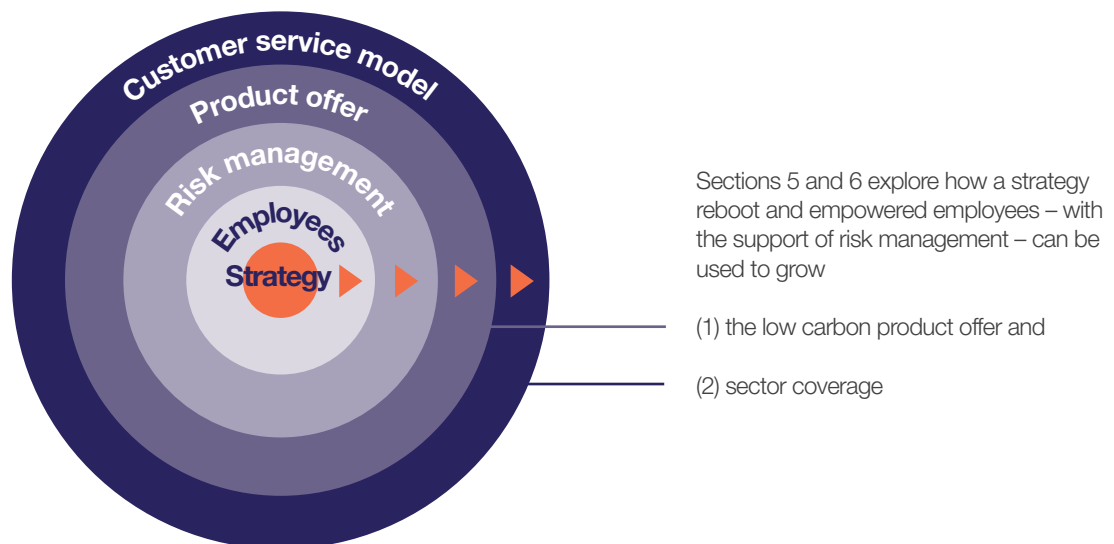 Customer service model
Product offer
Risk management
Employees
Strategy
Sections 5 and 6 explore how a strategy
reboot and empowered employees – with
the support of risk management – can be
used to grow
(1) the low carbon product offer and
(2) sector coverage